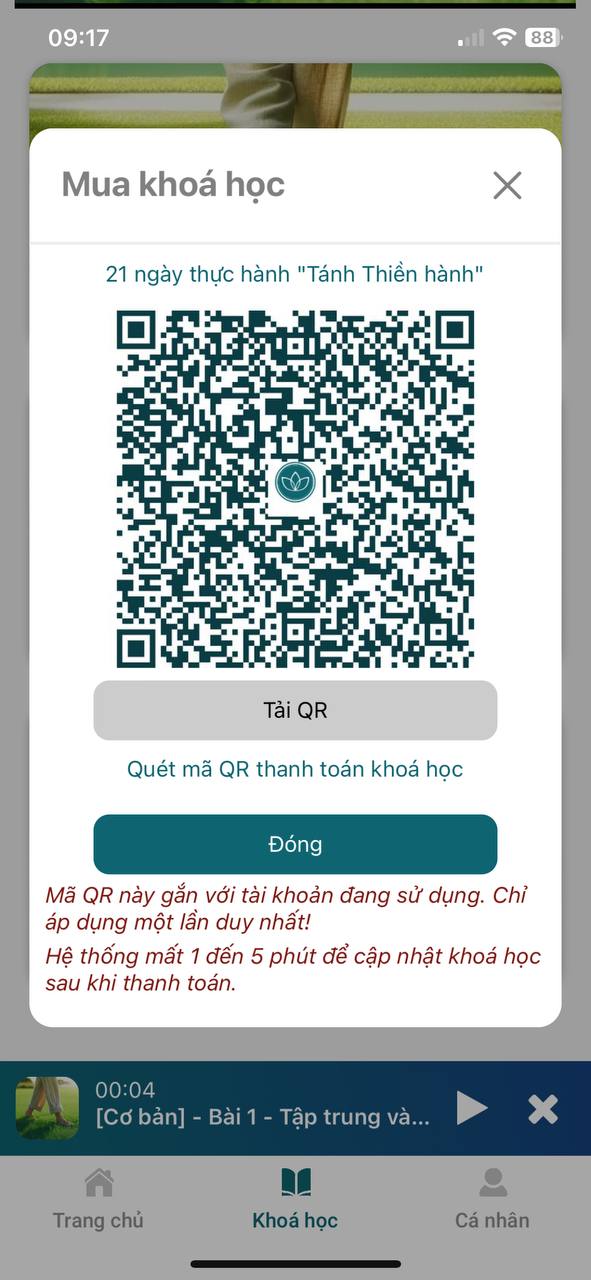 09:17
88
Mua khoá học
21 ngày thực hành "Tánh Thiền hành"
Tải QR
Quét mã QR thanh toán khoá học
Đóng
Mã QR này gắn với tài khoản đang sử dụng. Chỉ
áp dụng một lần duy nhất!
Hệ thống mất 1 đến 5 phút để cập nhật khoá học
sau khi thanh toán.
00:04
[Cơ bản] - Bài 1 - Tập trung và...
Trang chủ
Khoá học
Cá nhân